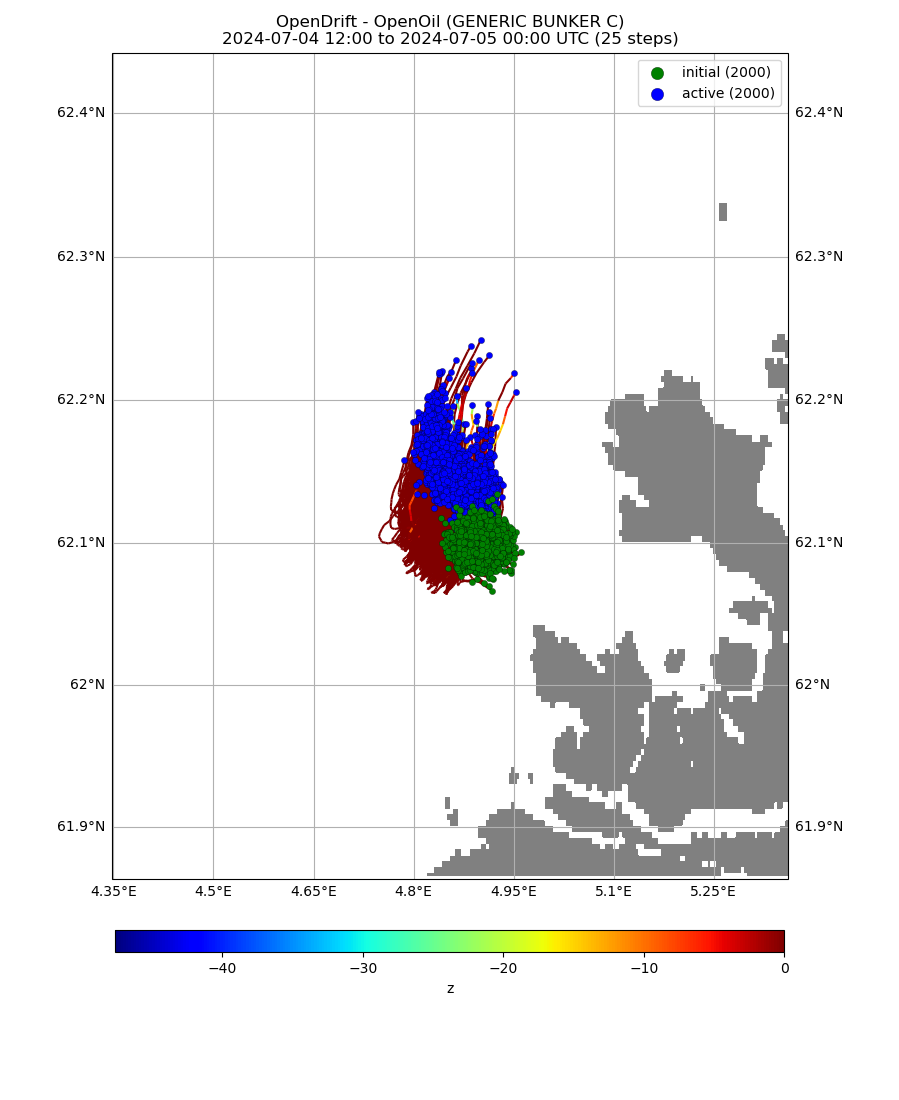 OpenDrift - OpenOil (GENERIC BUNKER C)
2024-07-04 12:00 to 2024-07-05 00:00 UTC (25 steps)
initial (2000)
active (2000)
62.4°N 62.4°N
62.3°N 62.3°N
62.2°N 62.2°N
62.1°N 62.1°N
62°N 62°N
61.9°N 61.9°N
4.35°E 4.5°E 4.65°E 4.8°E 4.95°E 5.1°E 5.25°E
−40 −30 −20 −10 0
z